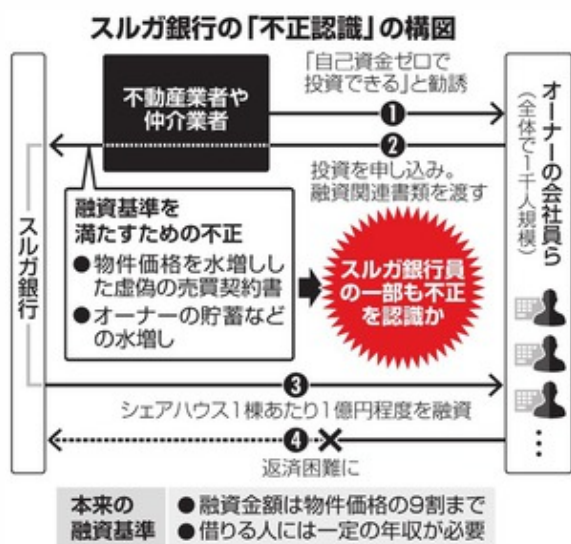 スルガ銀行の「不正認識」の構図
「自己資金ゼロで
投資できる」と勧誘
不動産業者や
仲介業者
❶
❷
投資を申し込み。
融資関連書類を渡す
オーナーの会社員ら
（全体で1千人規模）
スルガ銀行
融資基準を
満たすための不正
●物件価格を水増しし
た虚偽の売買契約書
●オーナーの貯蓄など
の水増し
スルガ銀行員
の一部も不正
を認識か
❸
シェアハウス1棟あたり1億円程度を融資
❹
返済困難に
本来の
融資基準
●融資金額は物件価格の9割まで
●借りる人には一定の年収が必要